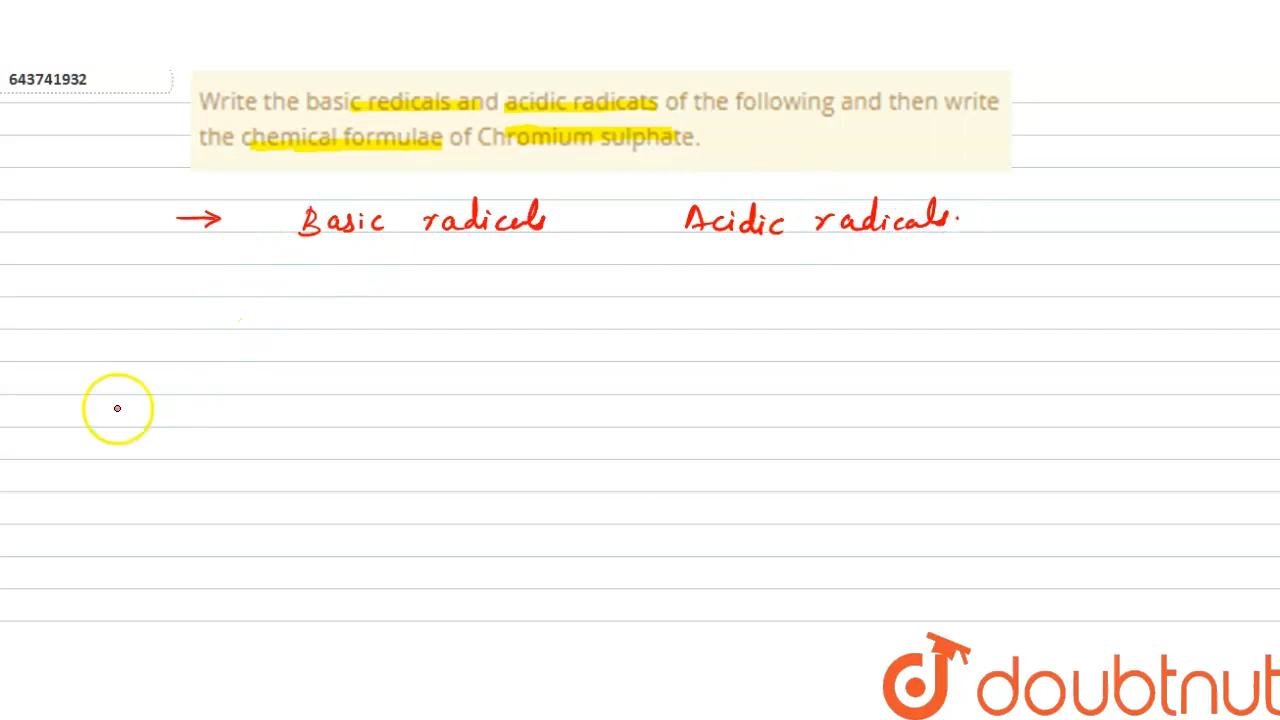 643741932
Write the basic redicals and acidic radicats of the following and then write
the chemical formulae of Chromium sulphate.
→ Basic radicals Acidic radicals.
doubtnut